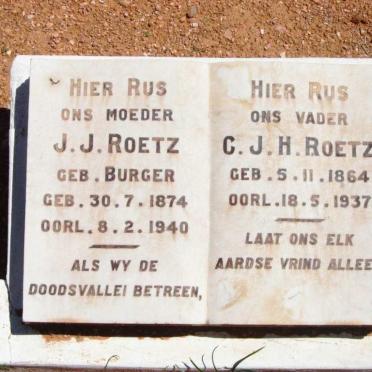 HIER RUS
ONS MOEDER
J. J. ROETZ
GEB. BURGER
GEB. 30.7.1874
OORL. 8.2.1940
ALS WY DE
DOODSVALLEI BETREEN,
HIER RUS
ONS VADER
C. J. H. ROETZ
GEB. 5.11.1864
OORL. 18.5.1937
LAAT ONS ELK
AARDSE VRIND ALLEE